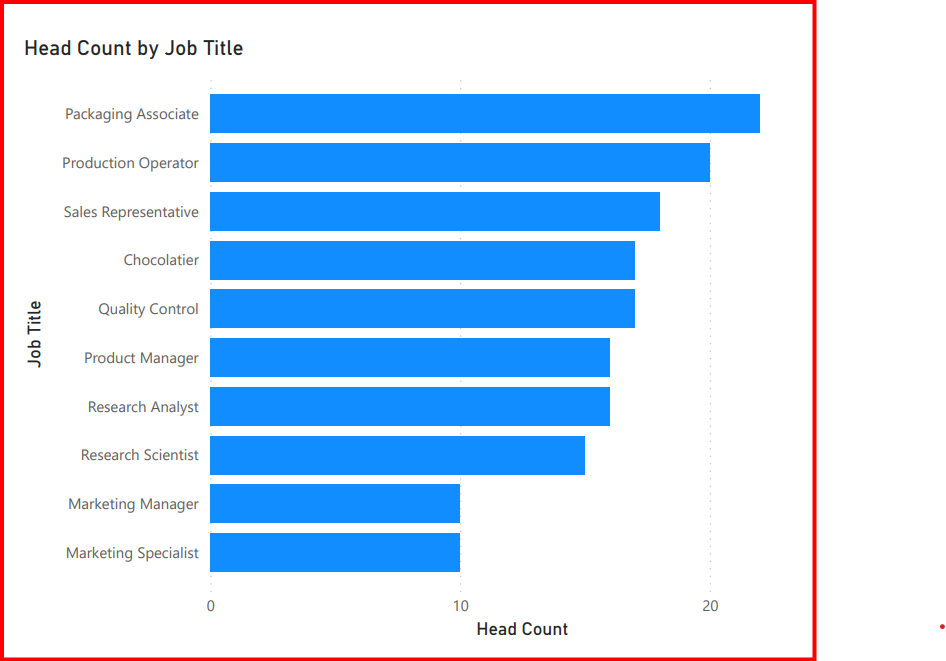 Head Count by Job Title
Packaging Associate
Production Operator
Sales Representative
Chocolatier
Quality Control
Product Manager
Research Analyst
Research Scientist
Marketing Manager
Marketing Specialist
Job Title
0 10 20
Head Count